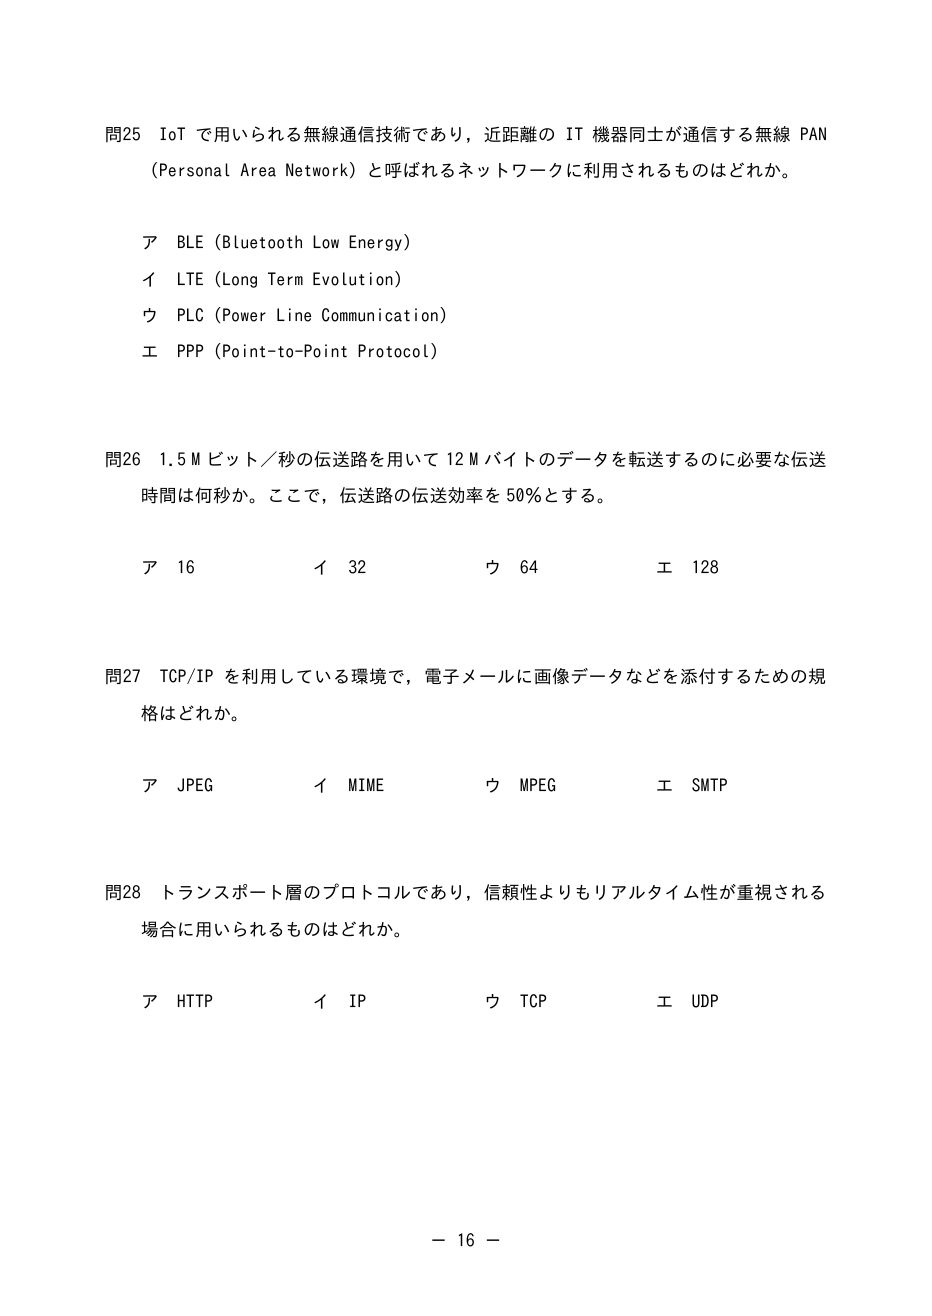 問25　IoT で用いられる無線通信技術であり，近距離の IT 機器同士が通信する無線 PAN
（Personal Area Network）と呼ばれるネットワークに利用されるものはどれか。
ア　BLE（Bluetooth Low Energy）
イ　LTE（Long Term Evolution）
ウ　PLC（Power Line Communication）
エ　PPP（Point-to-Point Protocol）
問26　1.5 M ビット／秒の伝送路を用いて 12 M バイトのデータを転送するのに必要な伝送
時間は何秒か。ここで，伝送路の伝送効率を 50％とする。
ア　16　イ　32　ウ　64　エ　128
問27　TCP/IP を利用している環境で，電子メールに画像データなどを添付するための規
格はどれか。
ア　JPEG　イ　MIME　ウ　MPEG　エ　SMTP
問28　トランスポート層のプロトコルであり，信頼性よりもリアルタイム性が重視される
場合に用いられるものはどれか。
ア　HTTP　イ　IP　ウ　TCP　エ　UDP
－ 16 －